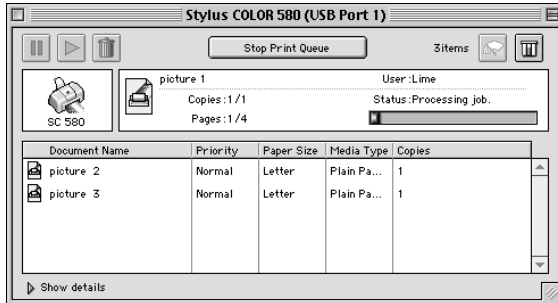 Stylus COLOR 580 (USB Port 1)
Stop Print Queue
3items
SC 580
picture 1
User:Lime
Copies:1/1
Status:Processing job.
Pages:1/4
Document Name Priority Paper Size Media Type Copies
picture 2 Normal Letter Plain Pa... 1
picture 3 Normal Letter Plain Pa... 1
Show details